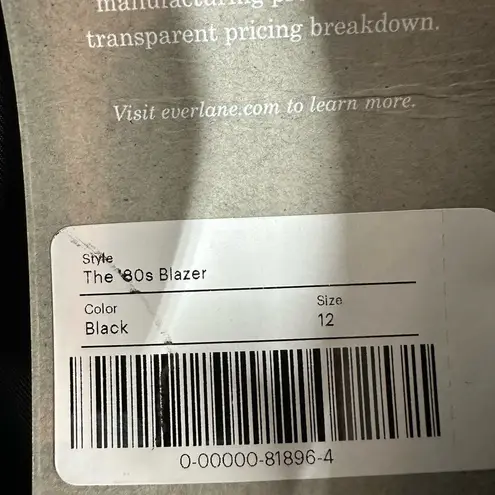 manufacturing
transparent pricing breakdown.
Visit everlane.com to learn more.
Style
The '80s Blazer
Color
Black
Size
12
0-00000-81896-4